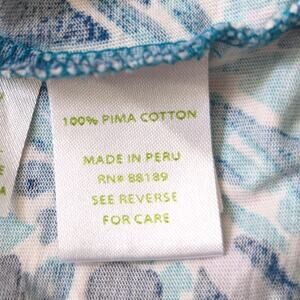 100% PIMA COTTON
MADE IN PERU
RN# 88189
SEE REVERSE
FOR CARE